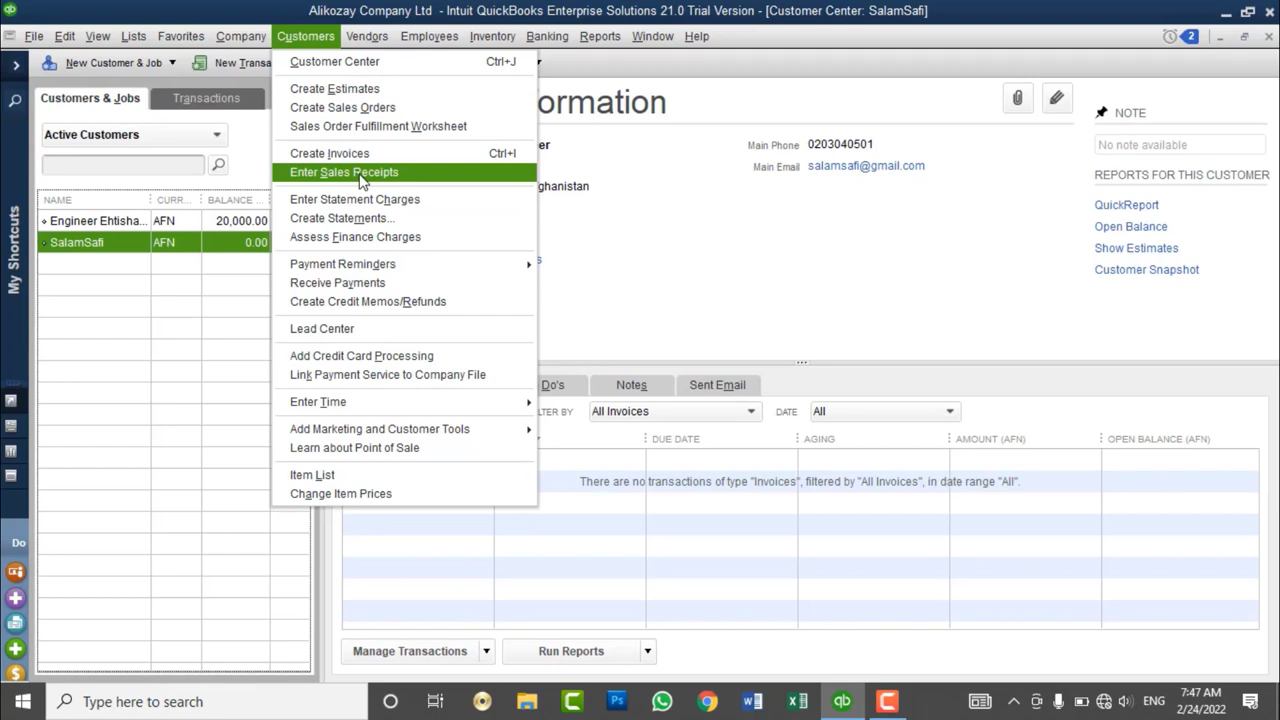 Alikozay Company Ltd - Intuit QuickBooks Enterprise Solutions 21.0 Trial Version - [Customer Center: SalamSafi]
File Edit View Lists Favorites Company Customers Vendors Employees Inventory Banking Reports Window Help 2
New Customer & Job New Transa
Customers & Jobs Transactions
Active Customers
NAME CURR... BALANCE ...
Engineer Ehtisha... AFN 20,000.00
SalamSafi AFN 0.00
My Shortcuts
Do
Customer Center Ctrl+J
Create Estimates
Create Sales Orders
Sales Order Fulfillment Worksheet
Create Invoices Ctrl+I
Enter Sales Receipts
Enter Statement Charges
Create Statements...
Assess Finance Charges
Payment Reminders
Receive Payments
Create Credit Memos/Refunds
Lead Center
Add Credit Card Processing
Link Payment Service to Company File
Enter Time
Add Marketing and Customer Tools
Learn about Point of Sale
Item List
Change Item Prices
ormation
er
ghanistan
s
Main Phone 0203040501
Main Email salamsafi@gmail.com
NOTE
No note available
REPORTS FOR THIS CUSTOMER
QuickReport
Open Balance
Show Estimates
Customer Snapshot
Do's Notes Sent Email
LTER BY All Invoices DATE All
DUE DATE AGING AMOUNT (AFN) OPEN BALANCE (AFN)
There are no transactions of type "Invoices", filtered by "All Invoices", in date range "All".
Manage Transactions Run Reports
Type here to search
ENG
7:47 AM
2/24/2022